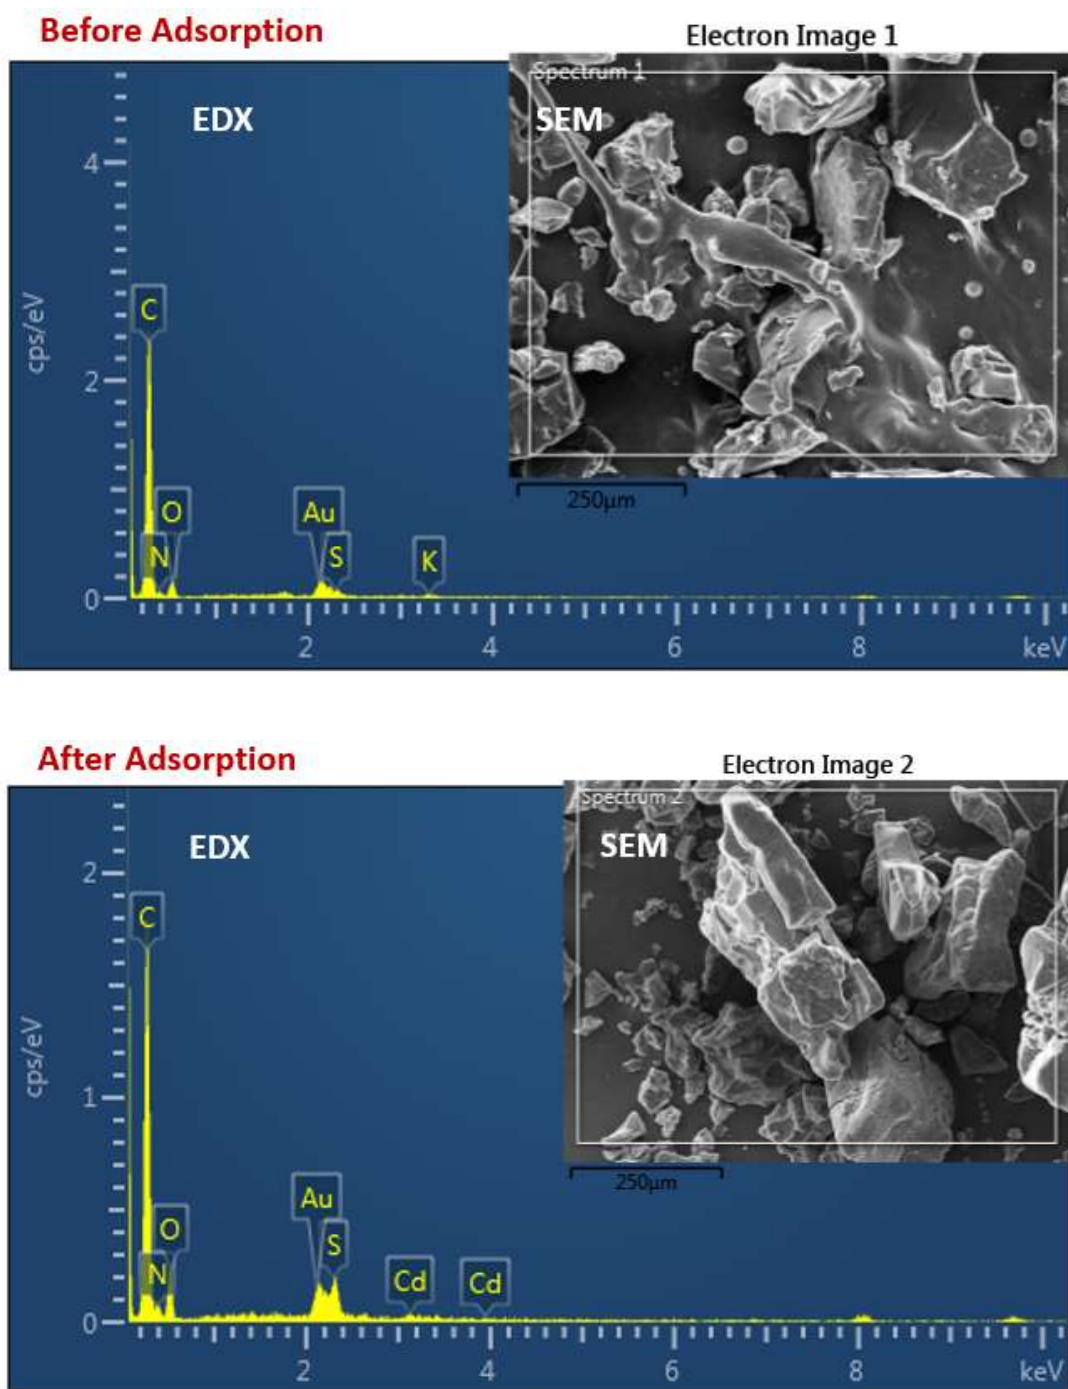 Before Adsorption
Electron Image 1
EDX
Spectrum 1
SEM
4
C
cps/eV
2
O
Au
N
S
K
250μm
0
2
4
6
8
keV
After Adsorption
Electron Image 2
EDX
Spectrum 2
SEM
2
C
cps/eV
1
Au
O
S
N
Cd
Cd
250μm
0
2
4
6
8
keV